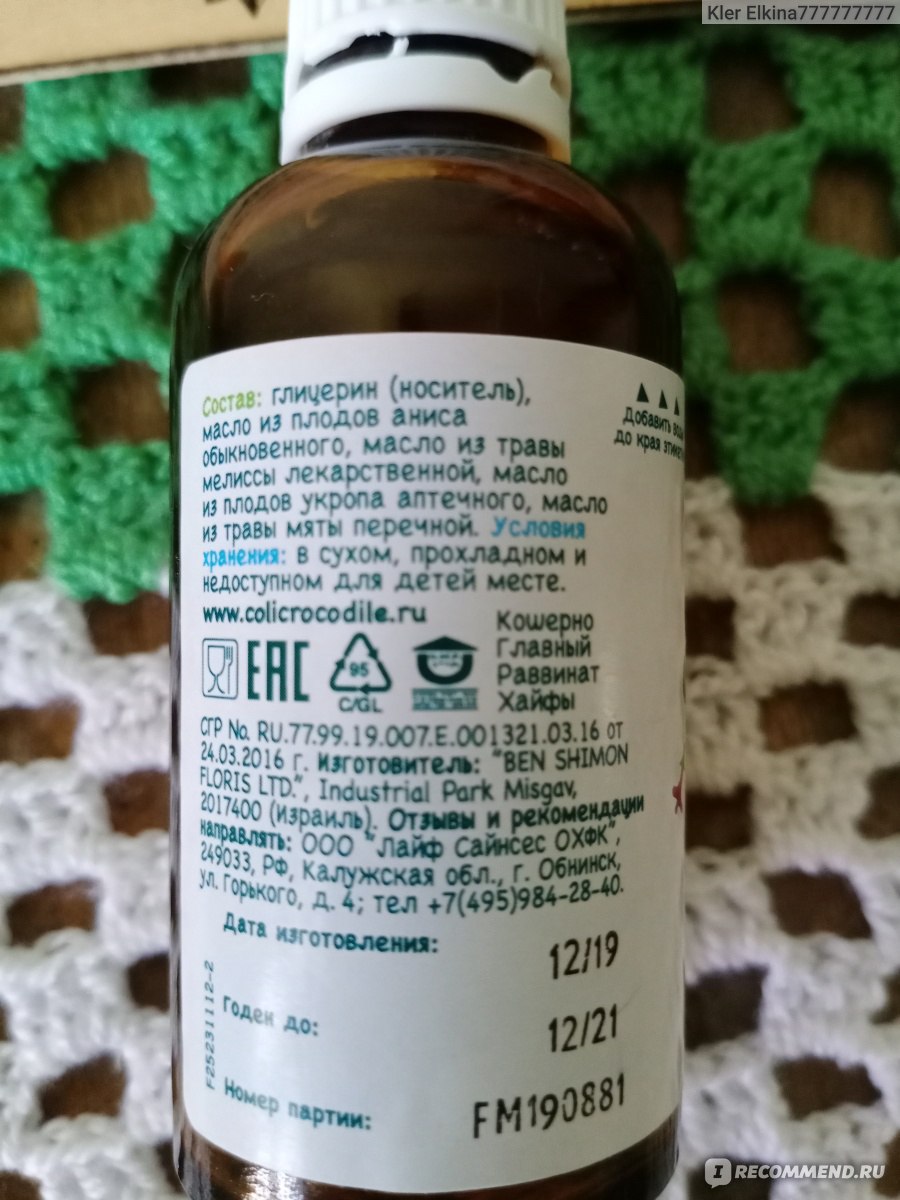 Kler Elkina777777777
Состав: глицерин (носитель),
масло из плодов аниса
обыкновенного, масло из травы
мелиссы лекарственной, масло
из плодов укропа аптечного, масло
из травы мяты перечной. Условия
хранения: в сухом, прохладном и
недоступном для детей месте.
www.colicrocodile.ru
Добавить
до края
EAC
95
C/GL
Кошерно
Главный
Раввинат
Хайфы
СГР No. RU.77.99.19.007.E.001321.03.16 от
24.03.2016 г. Изготовитель: "BEN SHIMON
FLORIS LTD.", Industrial Park Misgav,
2017400 (Израиль). Отзывы и рекомендации
направлять: ООО "Лайф Сайнсес ОХФК",
249033, РФ, Калужская обл., г. Обнинск,
ул. Горького, д. 4; тел +7(495)984-28-40.
Дата изготовления: 12/19
Годен до: 12/21
Номер партии: FM190881
F25231112-2
IRECOMMEND.RU